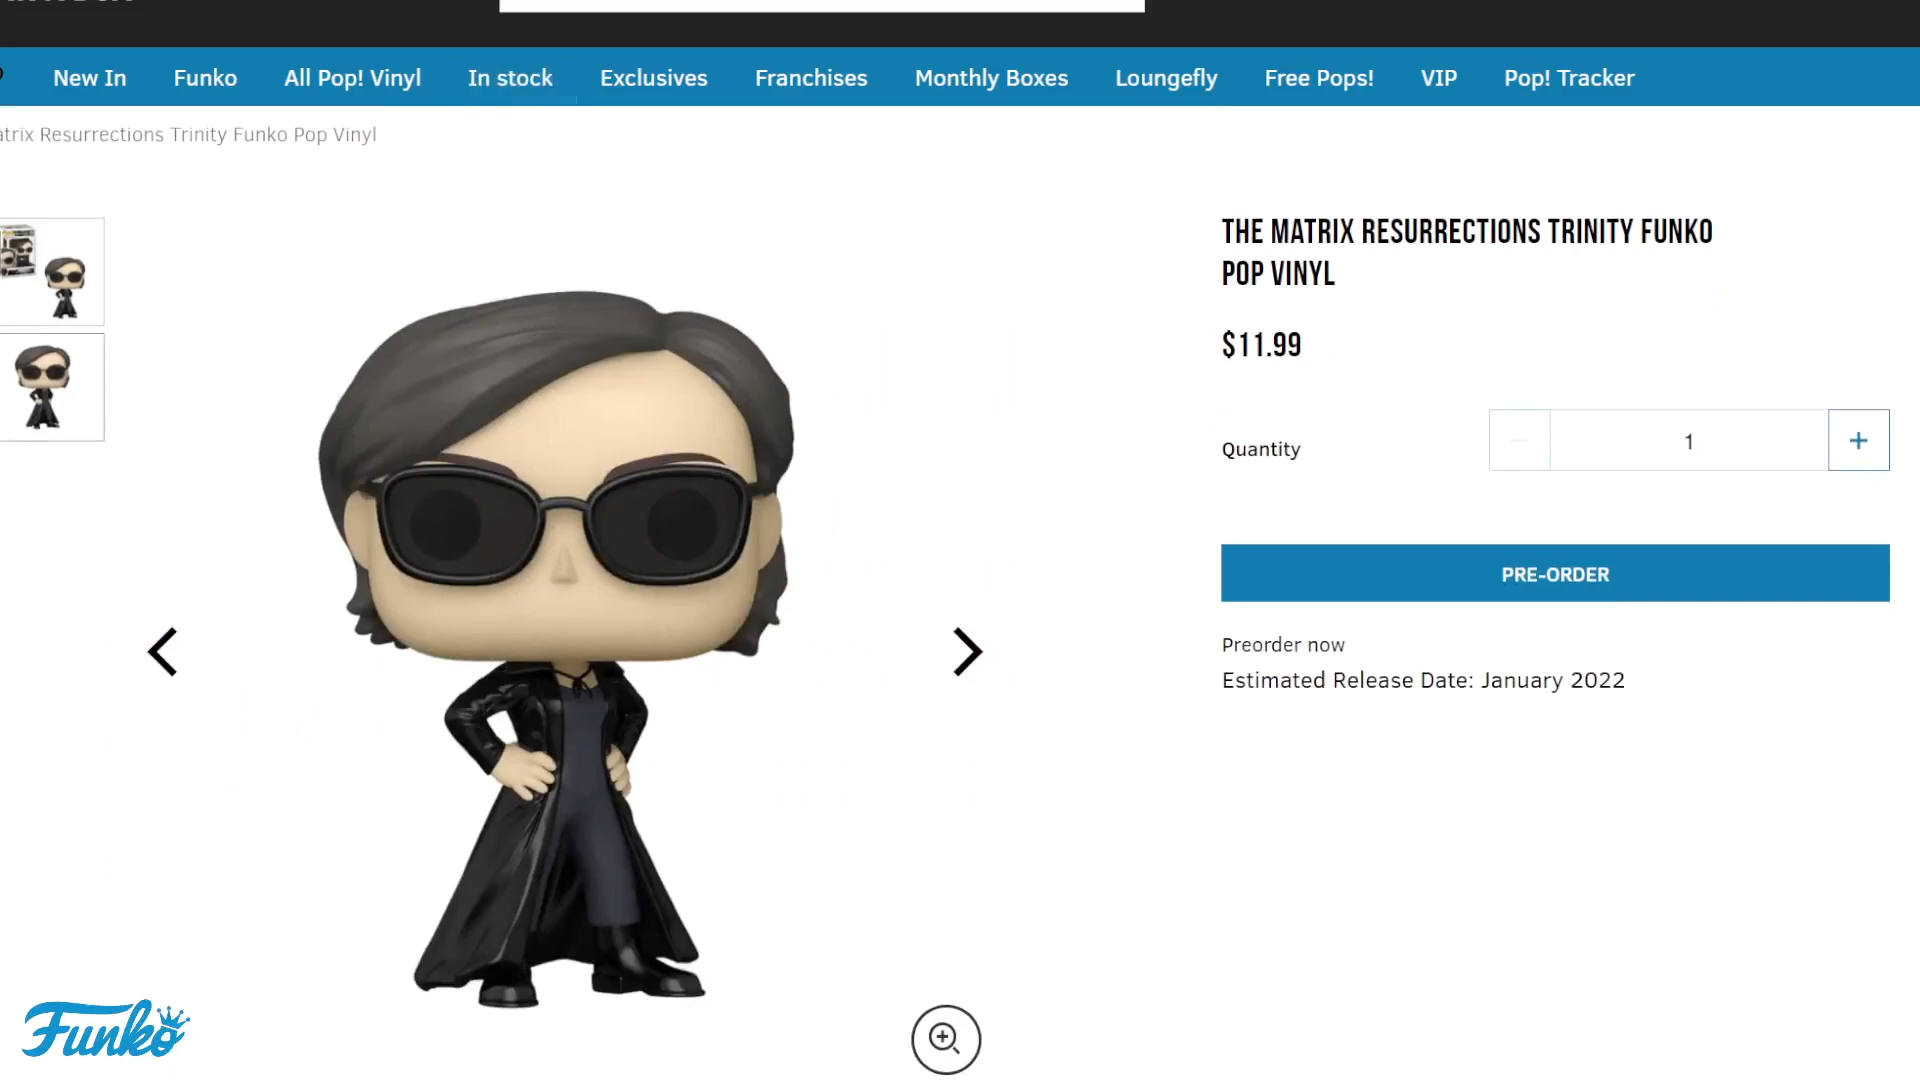 New In Funko All Pop! Vinyl In stock Exclusives Franchises Monthly Boxes Loungefly Free Pops! VIP Pop! Tracker
atrix Resurrections Trinity Funko Pop Vinyl
THE MATRIX RESURRECTIONS TRINITY FUNKO
POP VINYL
$11.99
Quantity
1
PRE-ORDER
Preorder now
Estimated Release Date: January 2022
Funko